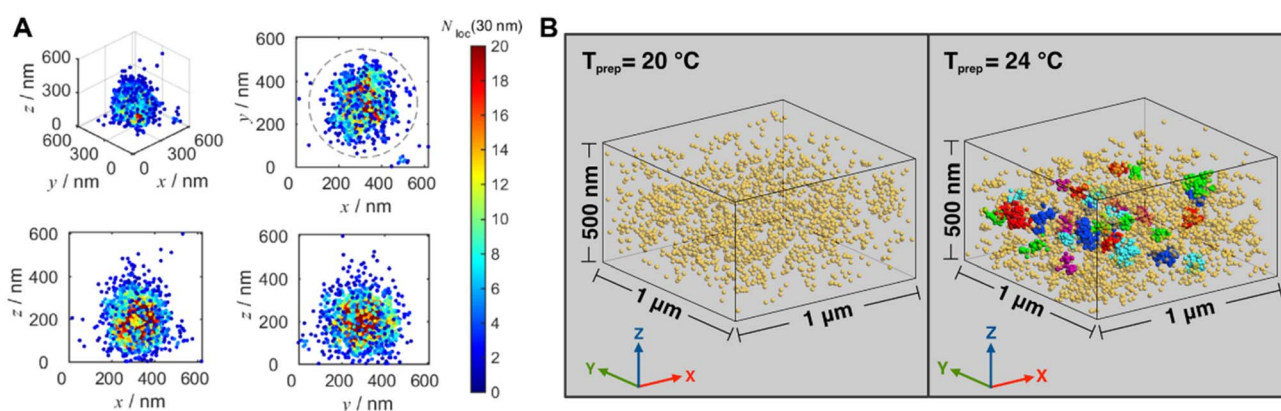 A
600
300
0
z / nm
600
300
0
y / nm
0
300
600
x / nm
600
400
200
0
y / nm
0 200 400 600
x / nm
600
400
200
0
z / nm
0 200 400 600
x / nm
600
400
200
0
z / nm
0 200 400 600
y / nm
N loc (30 nm)
20
18
16
14
12
10
8
6
4
2
0
B
Tprep = 20 °C
500 nm
1 µm
1 µm
Z
Y
X
Tprep = 24 °C
500 nm
1 µm
1 µm
Z
Y
X